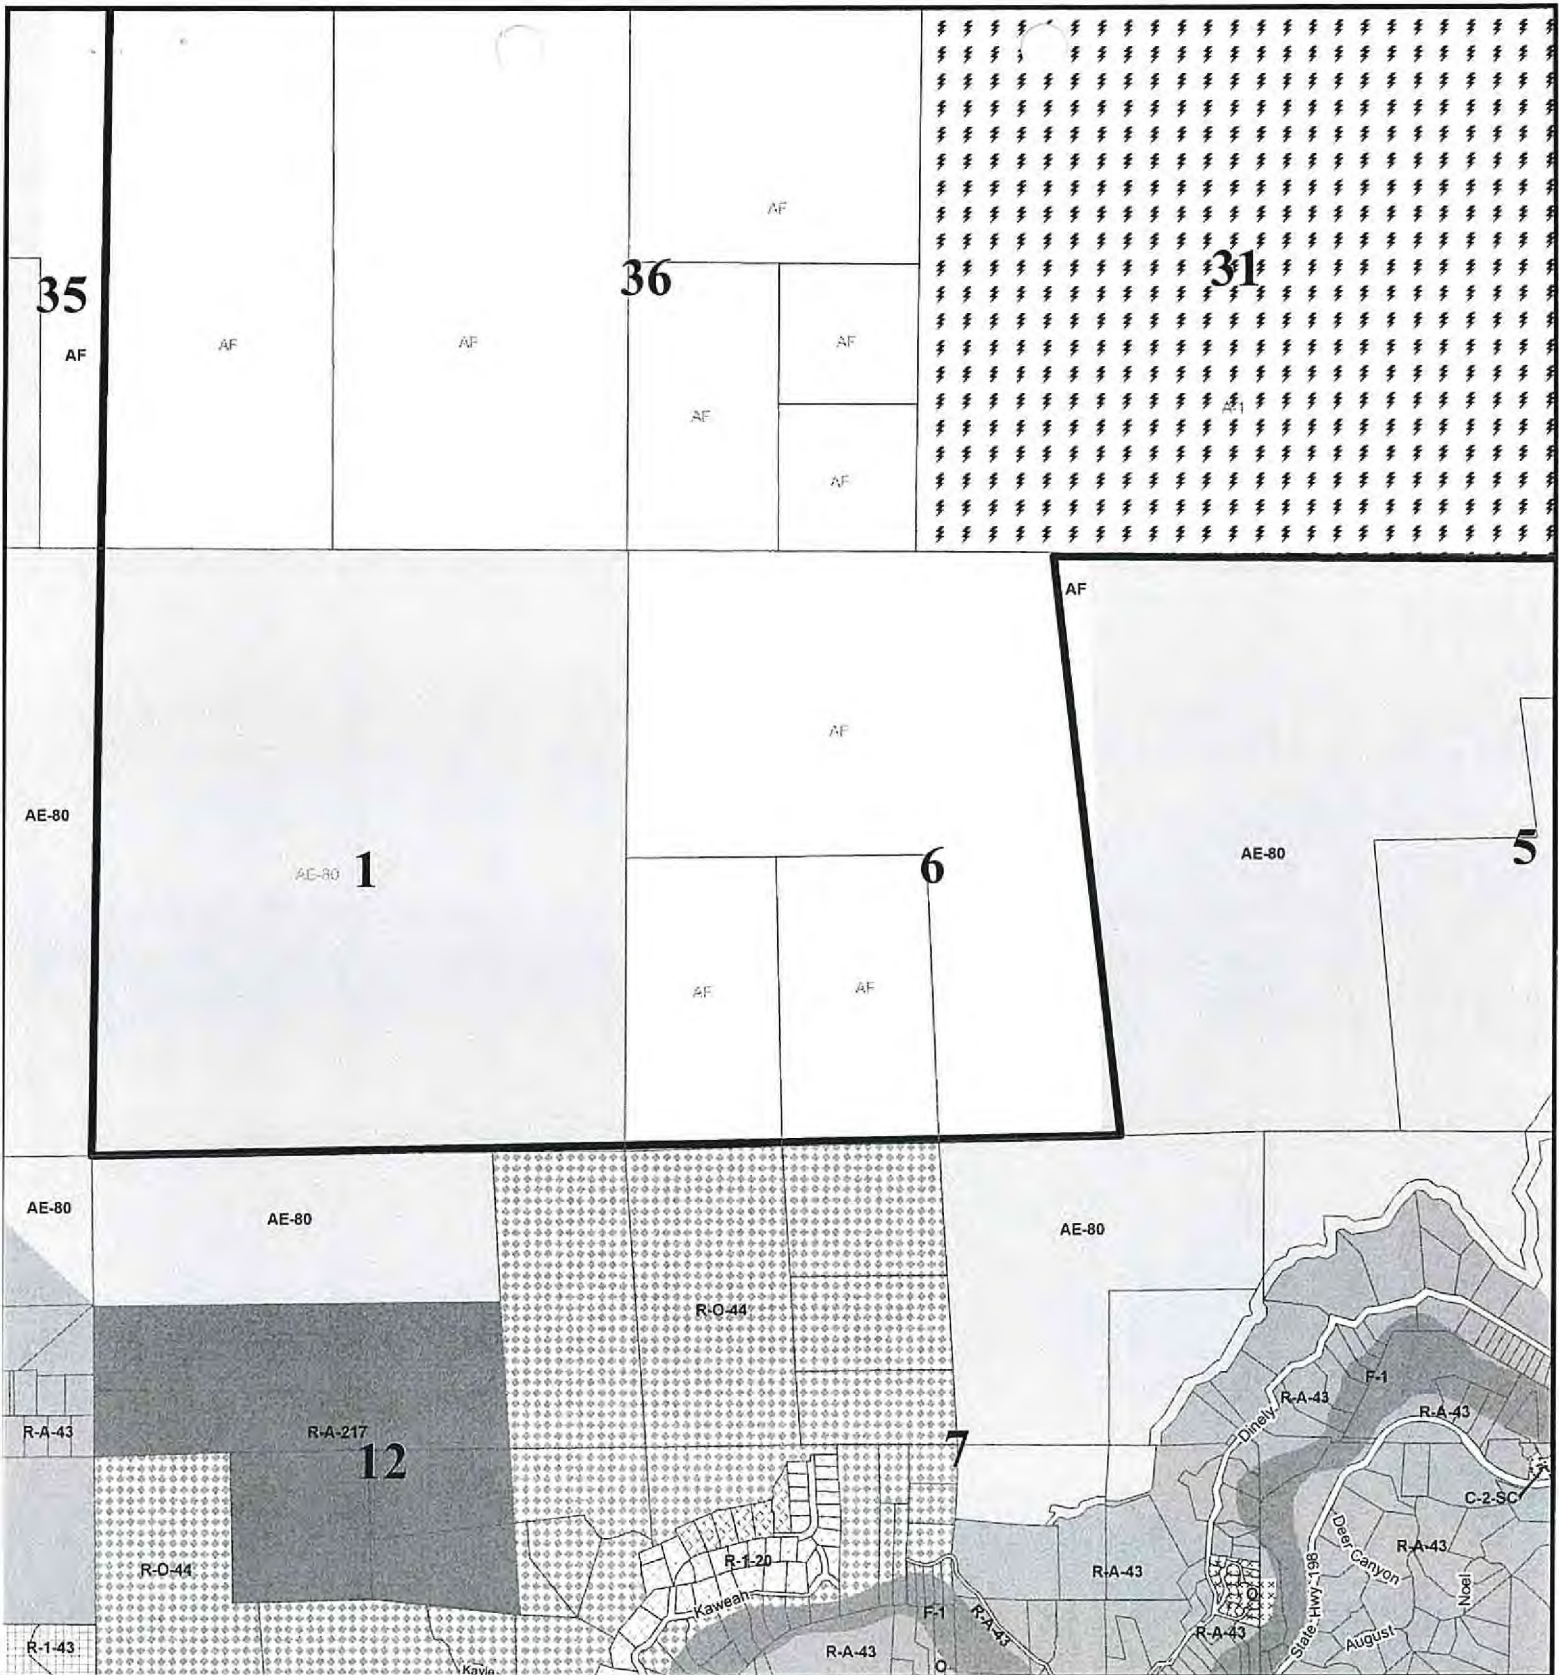 AF
36
31
35
AF
AF
AF
AF
AF
A-1
AF
AF
AF
AF
AE-80
AE-80
1
6
AE-80
5
AF
AF
AE-80
AE-80
AE-80
R-O-44
F-1
R-A-43
R-A-43
R-A-43
R-A-217
12
7
Dinely
C-2-SC
R-A-43
R-O-44
R-1-20
R-A-43
Deer Canyon
State Hwy 198
Noel
O
Kaweah
F-1
R-A-43
R-A-43
August
R-1-43
R-A-43
Kavie
O